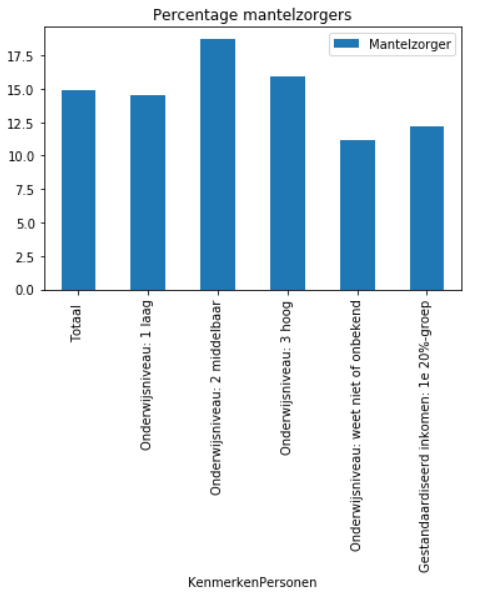 Percentage mantelzorgers
Mantelzorger
17.5
15.0
12.5
10.0
7.5
5.0
2.5
0.0
Totaal
Onderwijsniveau: 1 laag
Onderwijsniveau: 2 middelbaar
Onderwijsniveau: 3 hoog
Onderwijsniveau: weet niet of onbekend
Gestandaardiseerd inkomen: 1e 20%-groep
KenmerkenPersonen